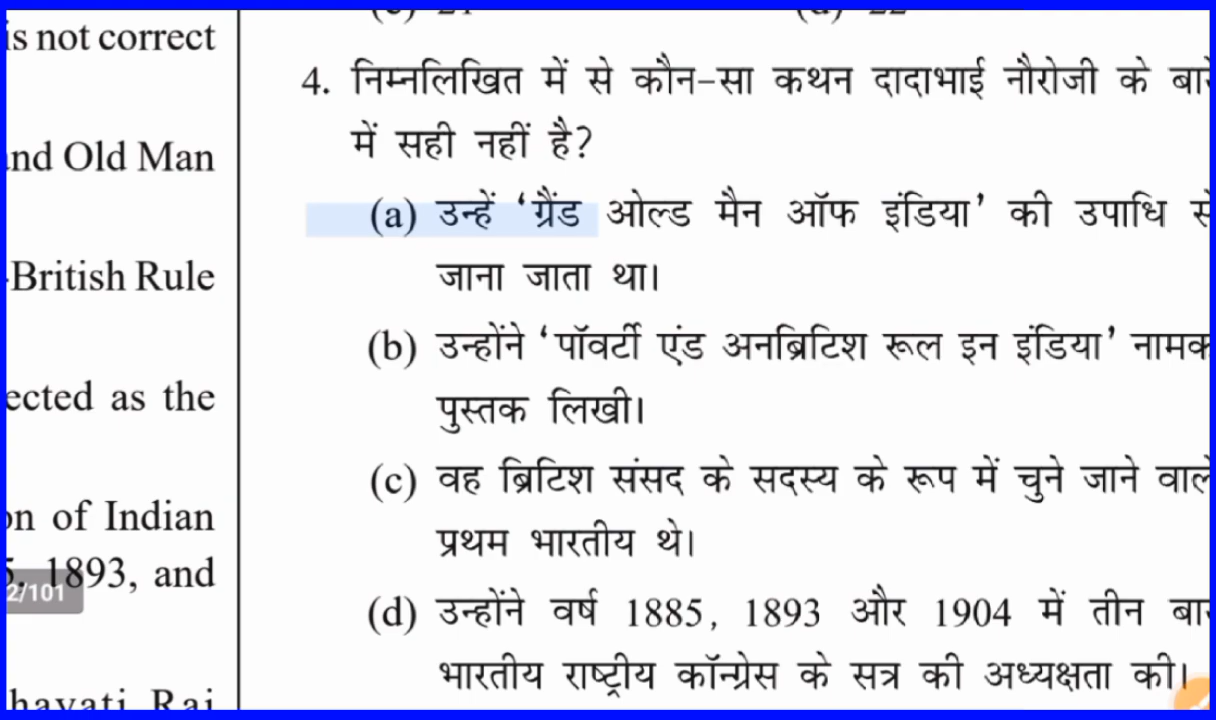 is not correct
4. निम्नलिखित में से कौन-सा कथन दादाभाई नौरोजी के बारे
में सही नहीं है?
nd Old Man
(a) उन्हें ‘ग्रैंड ओल्ड मैन ऑफ इंडिया’ की उपाधि से
जाना जाता था।
British Rule
(b) उन्होंने ‘पॉवर्टी एंड अनब्रिटिश रूल इन इंडिया’ नामक
पुस्तक लिखी।
ected as the
(c) वह ब्रिटिश संसद के सदस्य के रूप में चुने जाने वाले
प्रथम भारतीय थे।
on of Indian
1893, and
2/101
(d) उन्होंने वर्ष 1885, 1893 और 1904 में तीन बार
भारतीय राष्ट्रीय कॉन्ग्रेस के सत्र की अध्यक्षता की।